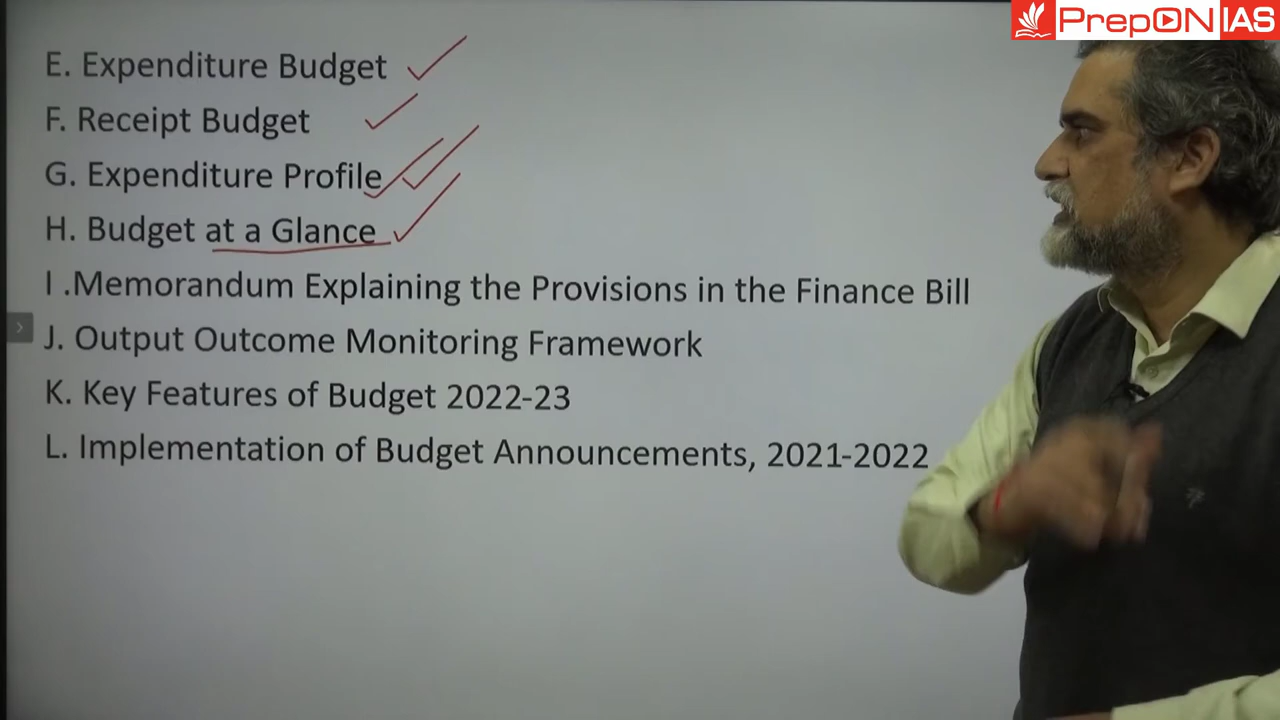 PrepON IAS
E. Expenditure Budget
F. Receipt Budget
G. Expenditure Profile
H. Budget at a Glance
I .Memorandum Explaining the Provisions in the Finance Bill
J. Output Outcome Monitoring Framework
K. Key Features of Budget 2022-23
L. Implementation of Budget Announcements, 2021-2022